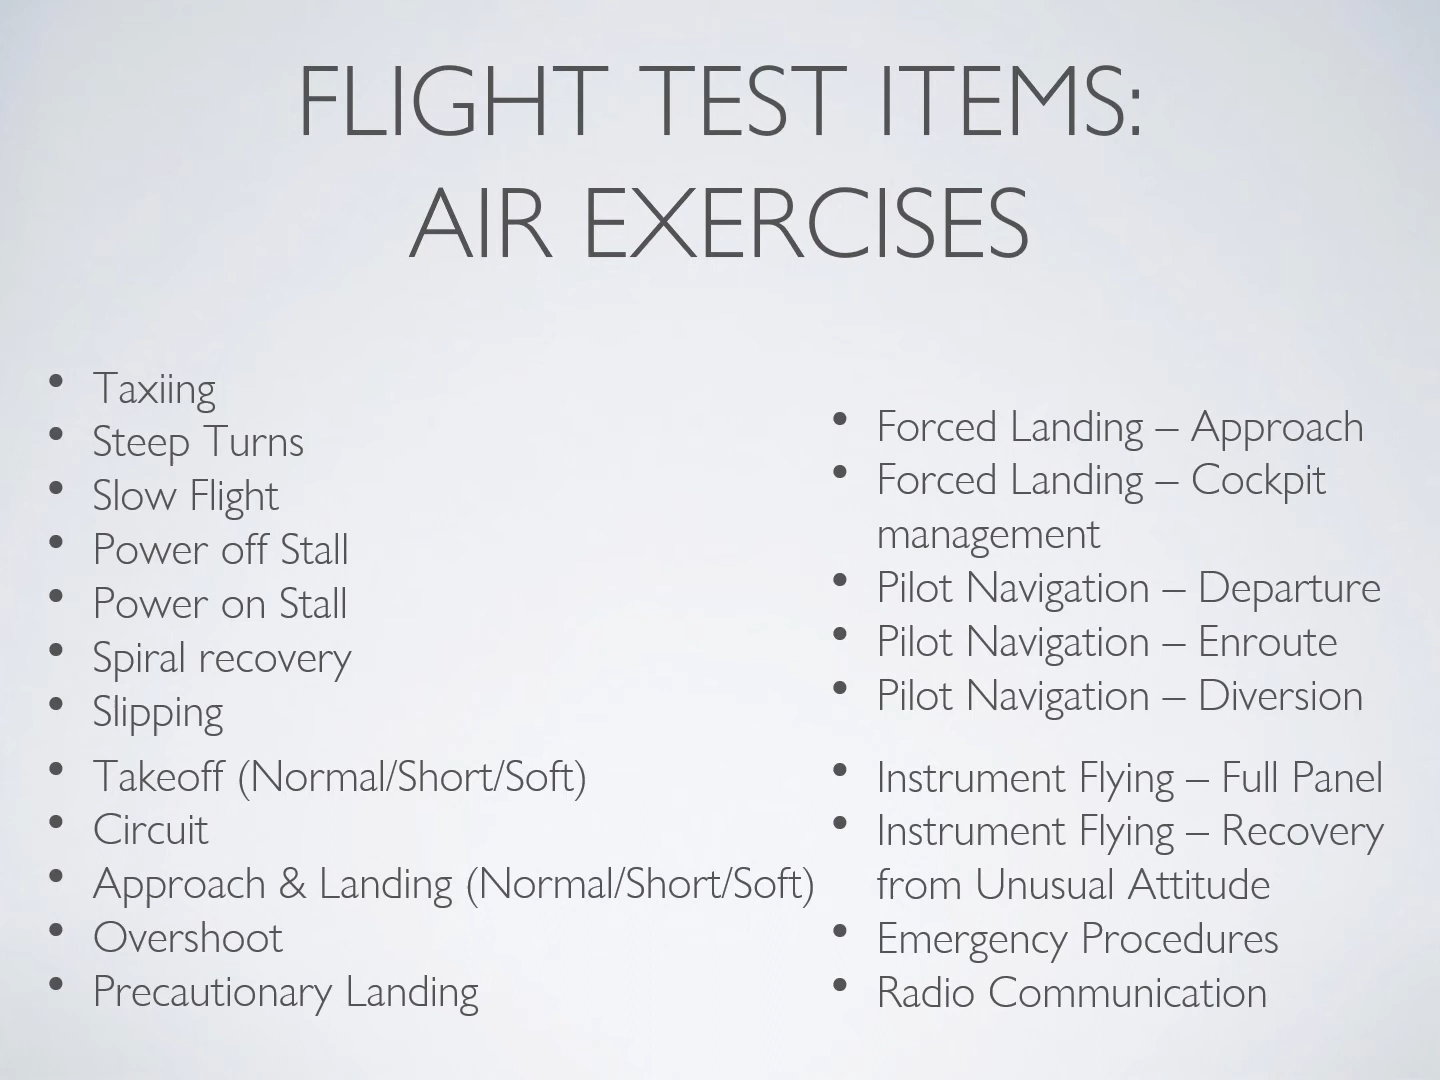 FLIGHT TEST ITEMS:
AIR EXERCISES
• Taxiing
• Steep Turns
• Slow Flight
• Power off Stall
• Power on Stall
• Spiral recovery
• Slipping
• Takeoff (Normal/Short/Soft)
• Circuit
• Approach & Landing (Normal/Short/Soft)
• Overshoot
• Precautionary Landing
• Forced Landing – Approach
• Forced Landing – Cockpit
management
• Pilot Navigation – Departure
• Pilot Navigation – Enroute
• Pilot Navigation – Diversion
• Instrument Flying – Full Panel
• Instrument Flying – Recovery
from Unusual Attitude
• Emergency Procedures
• Radio Communication